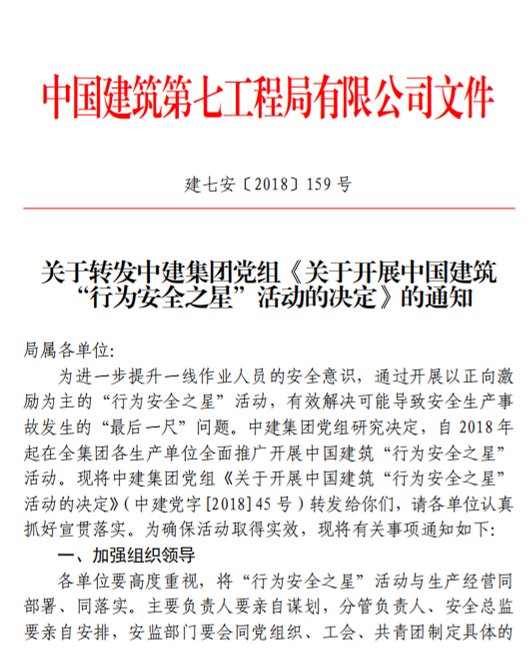 中国建筑第七工程局有限公司文件
建七安〔2018〕159 号
关于转发中建集团党组《关于开展中国建筑
“行为安全之星”活动的决定》的通知
局属各单位:
为进一步提升一线作业人员的安全意识，通过开展以正向激
励为主的“行为安全之星”活动，有效解决可能导致安全生产事
故发生的“最后一尺”问题。中建集团党组研究决定，自 2018 年
起在全集团各生产单位全面推广开展中国建筑“行为安全之星”
活动。现将中建集团党组《关于开展中国建筑“行为安全之星”
活动的决定》（中建党字[2018]45 号）转发给你们，请各单位认真
抓好宣贯落实。为确保活动取得实效，现将有关事项通知如下:
一、加强组织领导
各单位要高度重视，将“行为安全之星”活动与生产经营同
部署、同落实。主要负责人要亲自谋划，分管负责人、安全总监
要亲自安排，安监部门要会同党组织、工会、共青团制定具体的